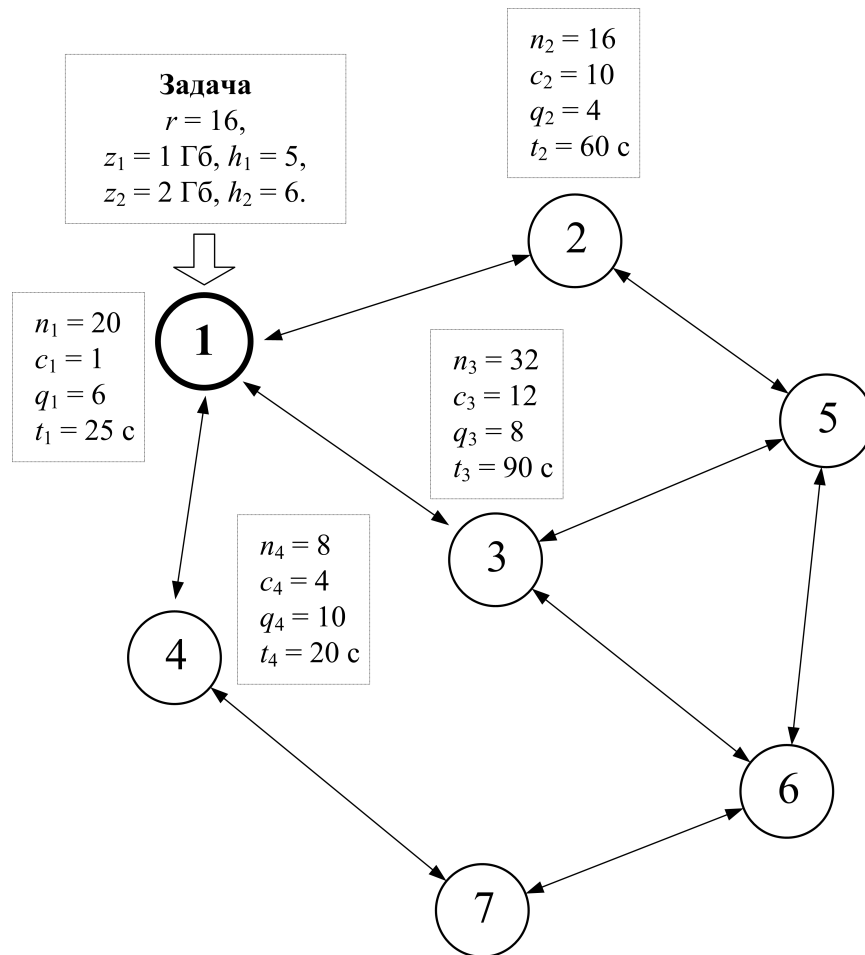 Задача
r = 16,
z₁ = 1 Гб, h₁ = 5,
z₂ = 2 Гб, h₂ = 6.
n₂ = 16
c₂ = 10
q₂ = 4
t₂ = 60 с
2
n₁ = 20
c₁ = 1
q₁ = 6
t₁ = 25 с
1
n₃ = 32
c₃ = 12
q₃ = 8
t₃ = 90 с
5
3
n₄ = 8
c₄ = 4
q₄ = 10
t₄ = 20 с
4
6
7